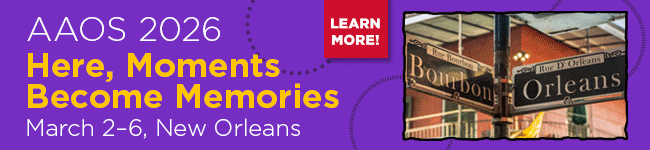 AAOS 2026
Here, Moments
Become Memories
March 2–6, New Orleans
LEARN
MORE!
Rue Bourbon
Bourbon
Rue D' Orleans
Orleans